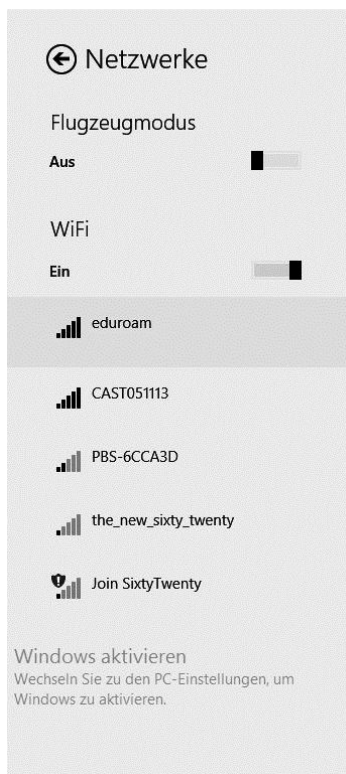 Netzwerke
Flugzeugmodus
Aus
WiFi
Ein
eduroam
CAST051113
PBS-6CCA3D
the_new_sixty_twenty
Join SixtyTwenty
Windows aktivieren
Wechseln Sie zu den PC-Einstellungen, um
Windows zu aktivieren.